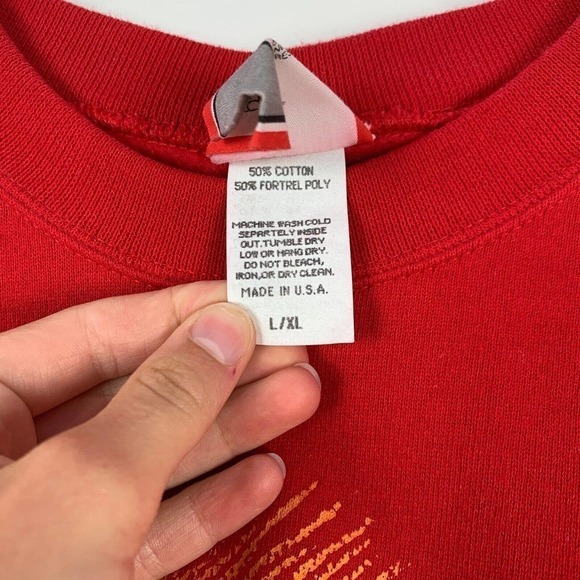 50% COTTON
50% FORTREL POLY
MACHINE WASH COLD
SEPARTELY INSIDE
OUT.TUMBLE DRY
LOW OR HANG DRY.
DO NOT BLEACH,
IRON,OR DRY CLEAN.
MADE IN U.S.A.
L/XL